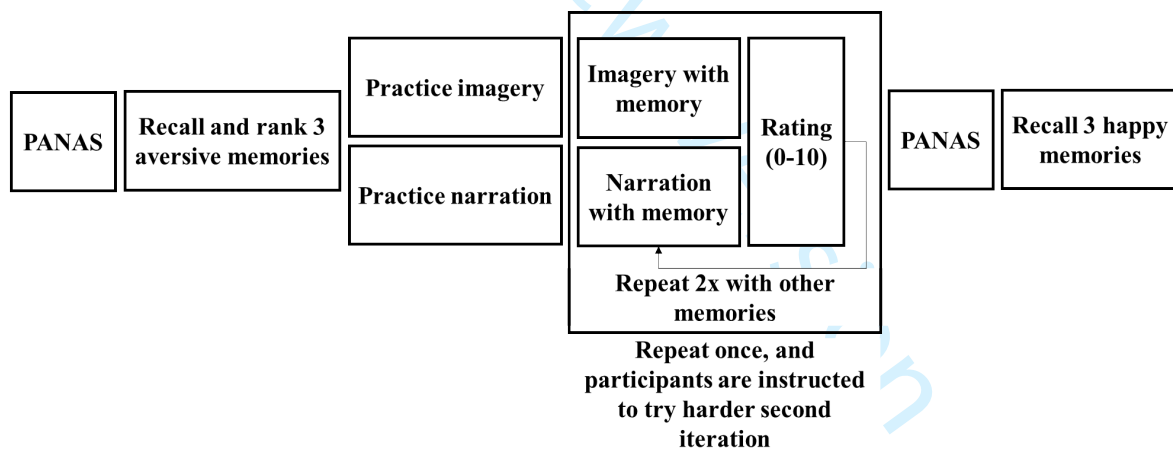 PANAS
Recall and rank 3
aversive memories
Practice imagery
Practice narration
Imagery with
memory
Narration
with memory
Rating
(0-10)
Repeat 2x with other
memories
Repeat once, and
participants are instructed
to try harder second
iteration
PANAS
Recall 3 happy
memories